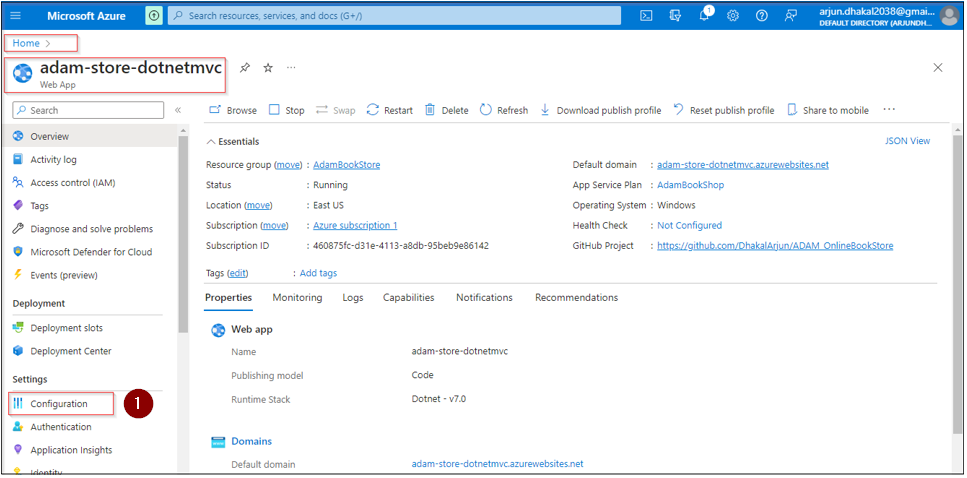 Microsoft Azure
Search resources, services, and docs (G+/)
1
arjun.dhakal2038@gmai...
DEFAULT DIRECTORY (ARJUNDH...
Home >
adam-store-dotnetmvc
...
Web App
Search
«
Browse Stop Swap Restart Delete Refresh Download publish profile Reset publish profile Share to mobile ...
Overview
Activity log
Access control (IAM)
Tags
Diagnose and solve problems
Microsoft Defender for Cloud
Events (preview)
Deployment
Deployment slots
Deployment Center
Settings
Configuration
1
Authentication
Application Insights
Identity
Essentials
JSON View
Resource group (move) : AdamBookStore
Status : Running
Location (move) : East US
Subscription (move) : Azure subscription 1
Subscription ID : 460875fc-d31e-4113-a8db-95beb9e86142
Default domain : adam-store-dotnetmvc.azurewebsites.net
App Service Plan : AdamBookShop
Operating System : Windows
Health Check : Not Configured
GitHub Project : https://github.com/DhakalArjun/ADAM_OnlineBookStore
Tags (edit) : Add tags
Properties Monitoring Logs Capabilities Notifications Recommendations
Web app
Name adam-store-dotnetmvc
Publishing model Code
Runtime Stack Dotnet - v7.0
Domains
Default domain adam-store-dotnetmvc.azurewebsites.net